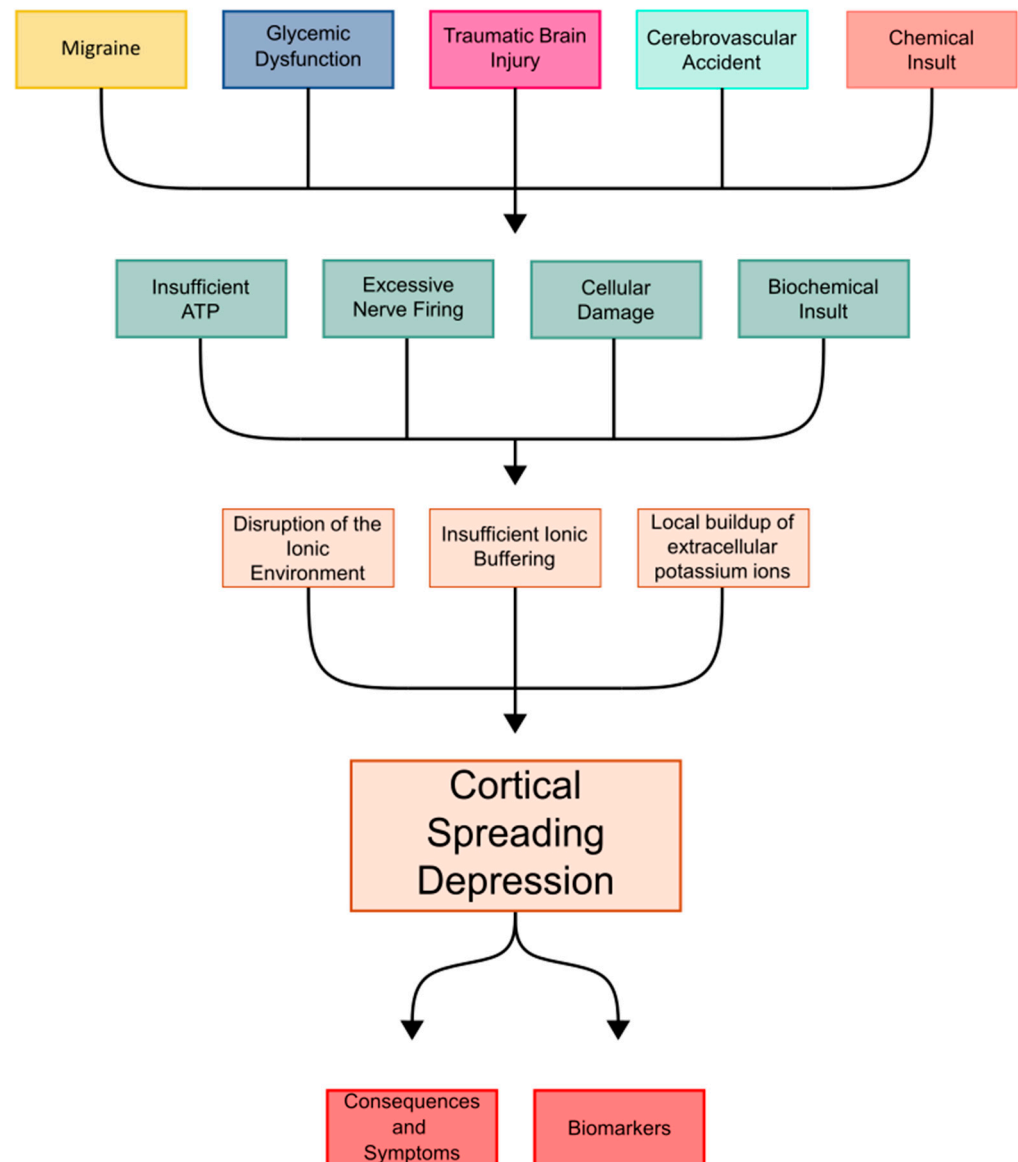 Migraine
Glycemic
Dysfunction
Traumatic Brain
Injury
Cerebrovascular
Accident
Chemical
Insult
Insufficient
ATP
Excessive
Nerve Firing
Cellular
Damage
Biochemical
Insult
Disruption of the
Ionic
Environment
Insufficient Ionic
Buffering
Local buildup of
extracellular
potassium ions
Cortical
Spreading
Depression
Consequences
and
Symptoms
Biomarkers